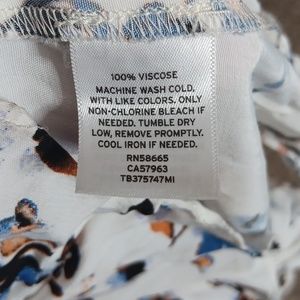 100% VISCOSE
MACHINE WASH COLD,
WITH LIKE COLORS. ONLY
NON-CHLORINE BLEACH IF
NEEDED. TUMBLE DRY
LOW, REMOVE PROMPTLY.
COOL IRON IF NEEDED.
RN58665
CA57963
TB375747MI